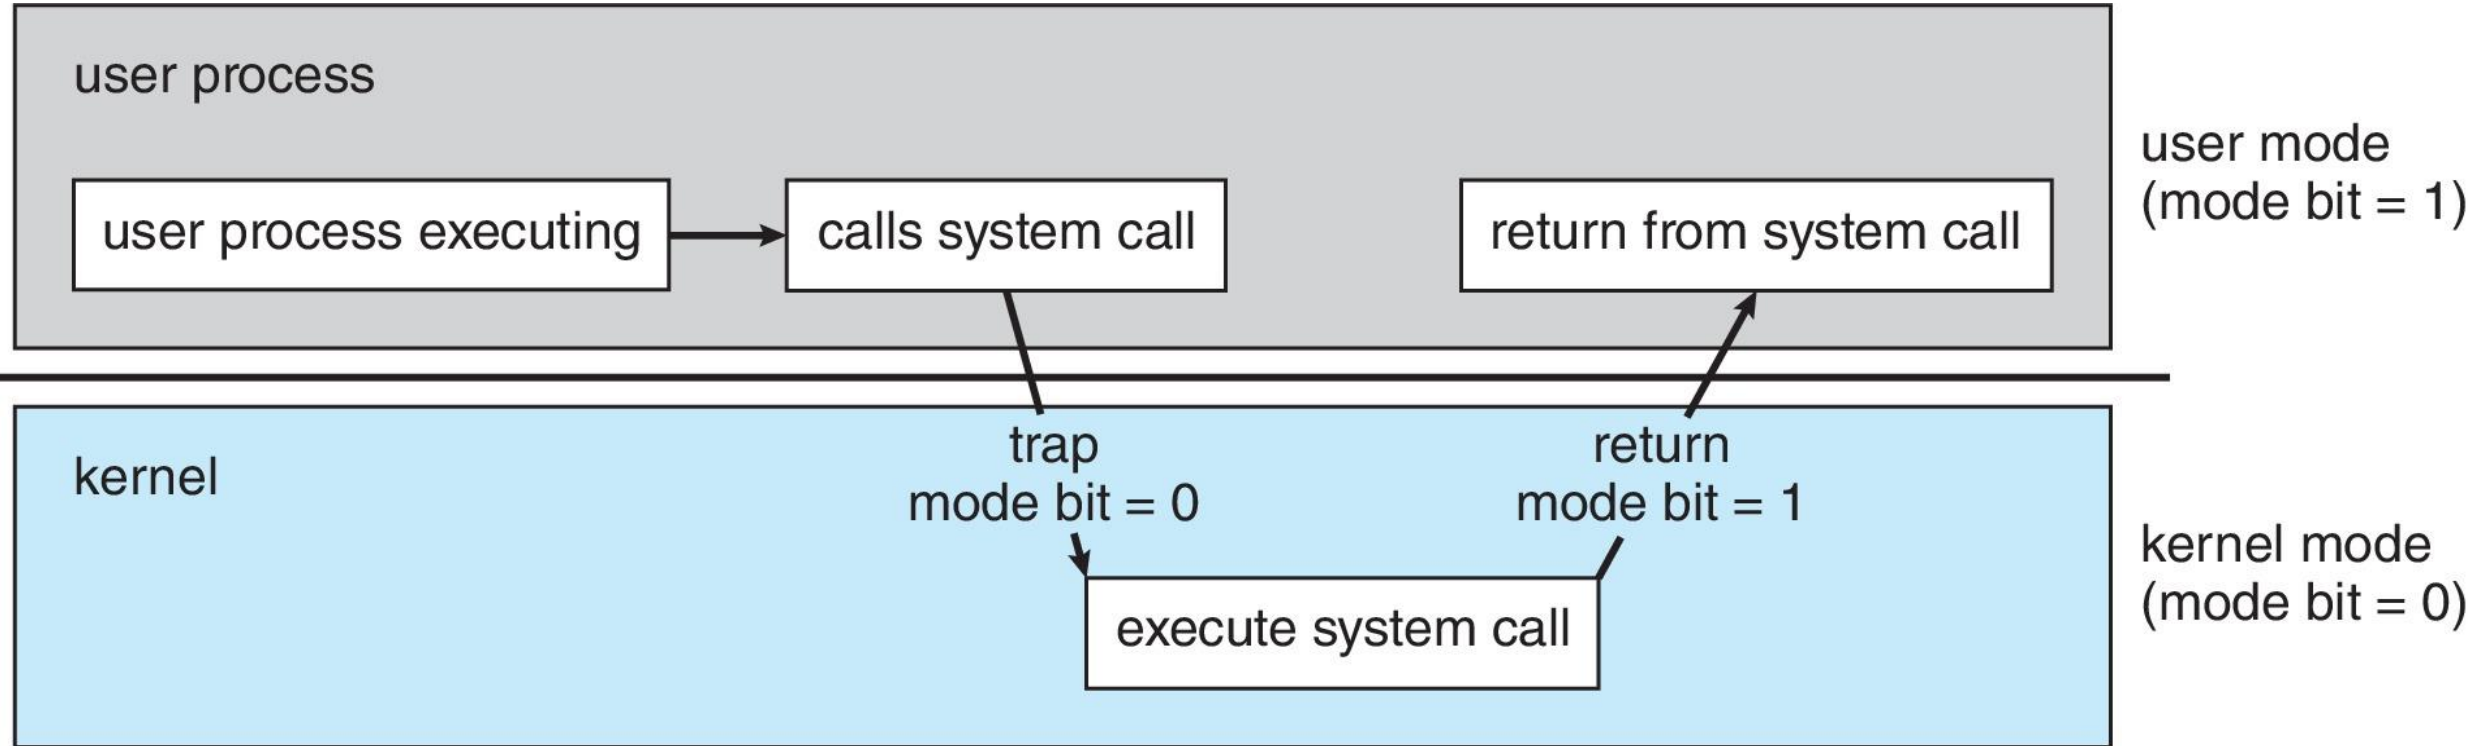 user process
user process executing
calls system call
return from system call
user mode
(mode bit = 1)
kernel
trap
mode bit = 0
return
mode bit = 1
execute system call
kernel mode
(mode bit = 0)